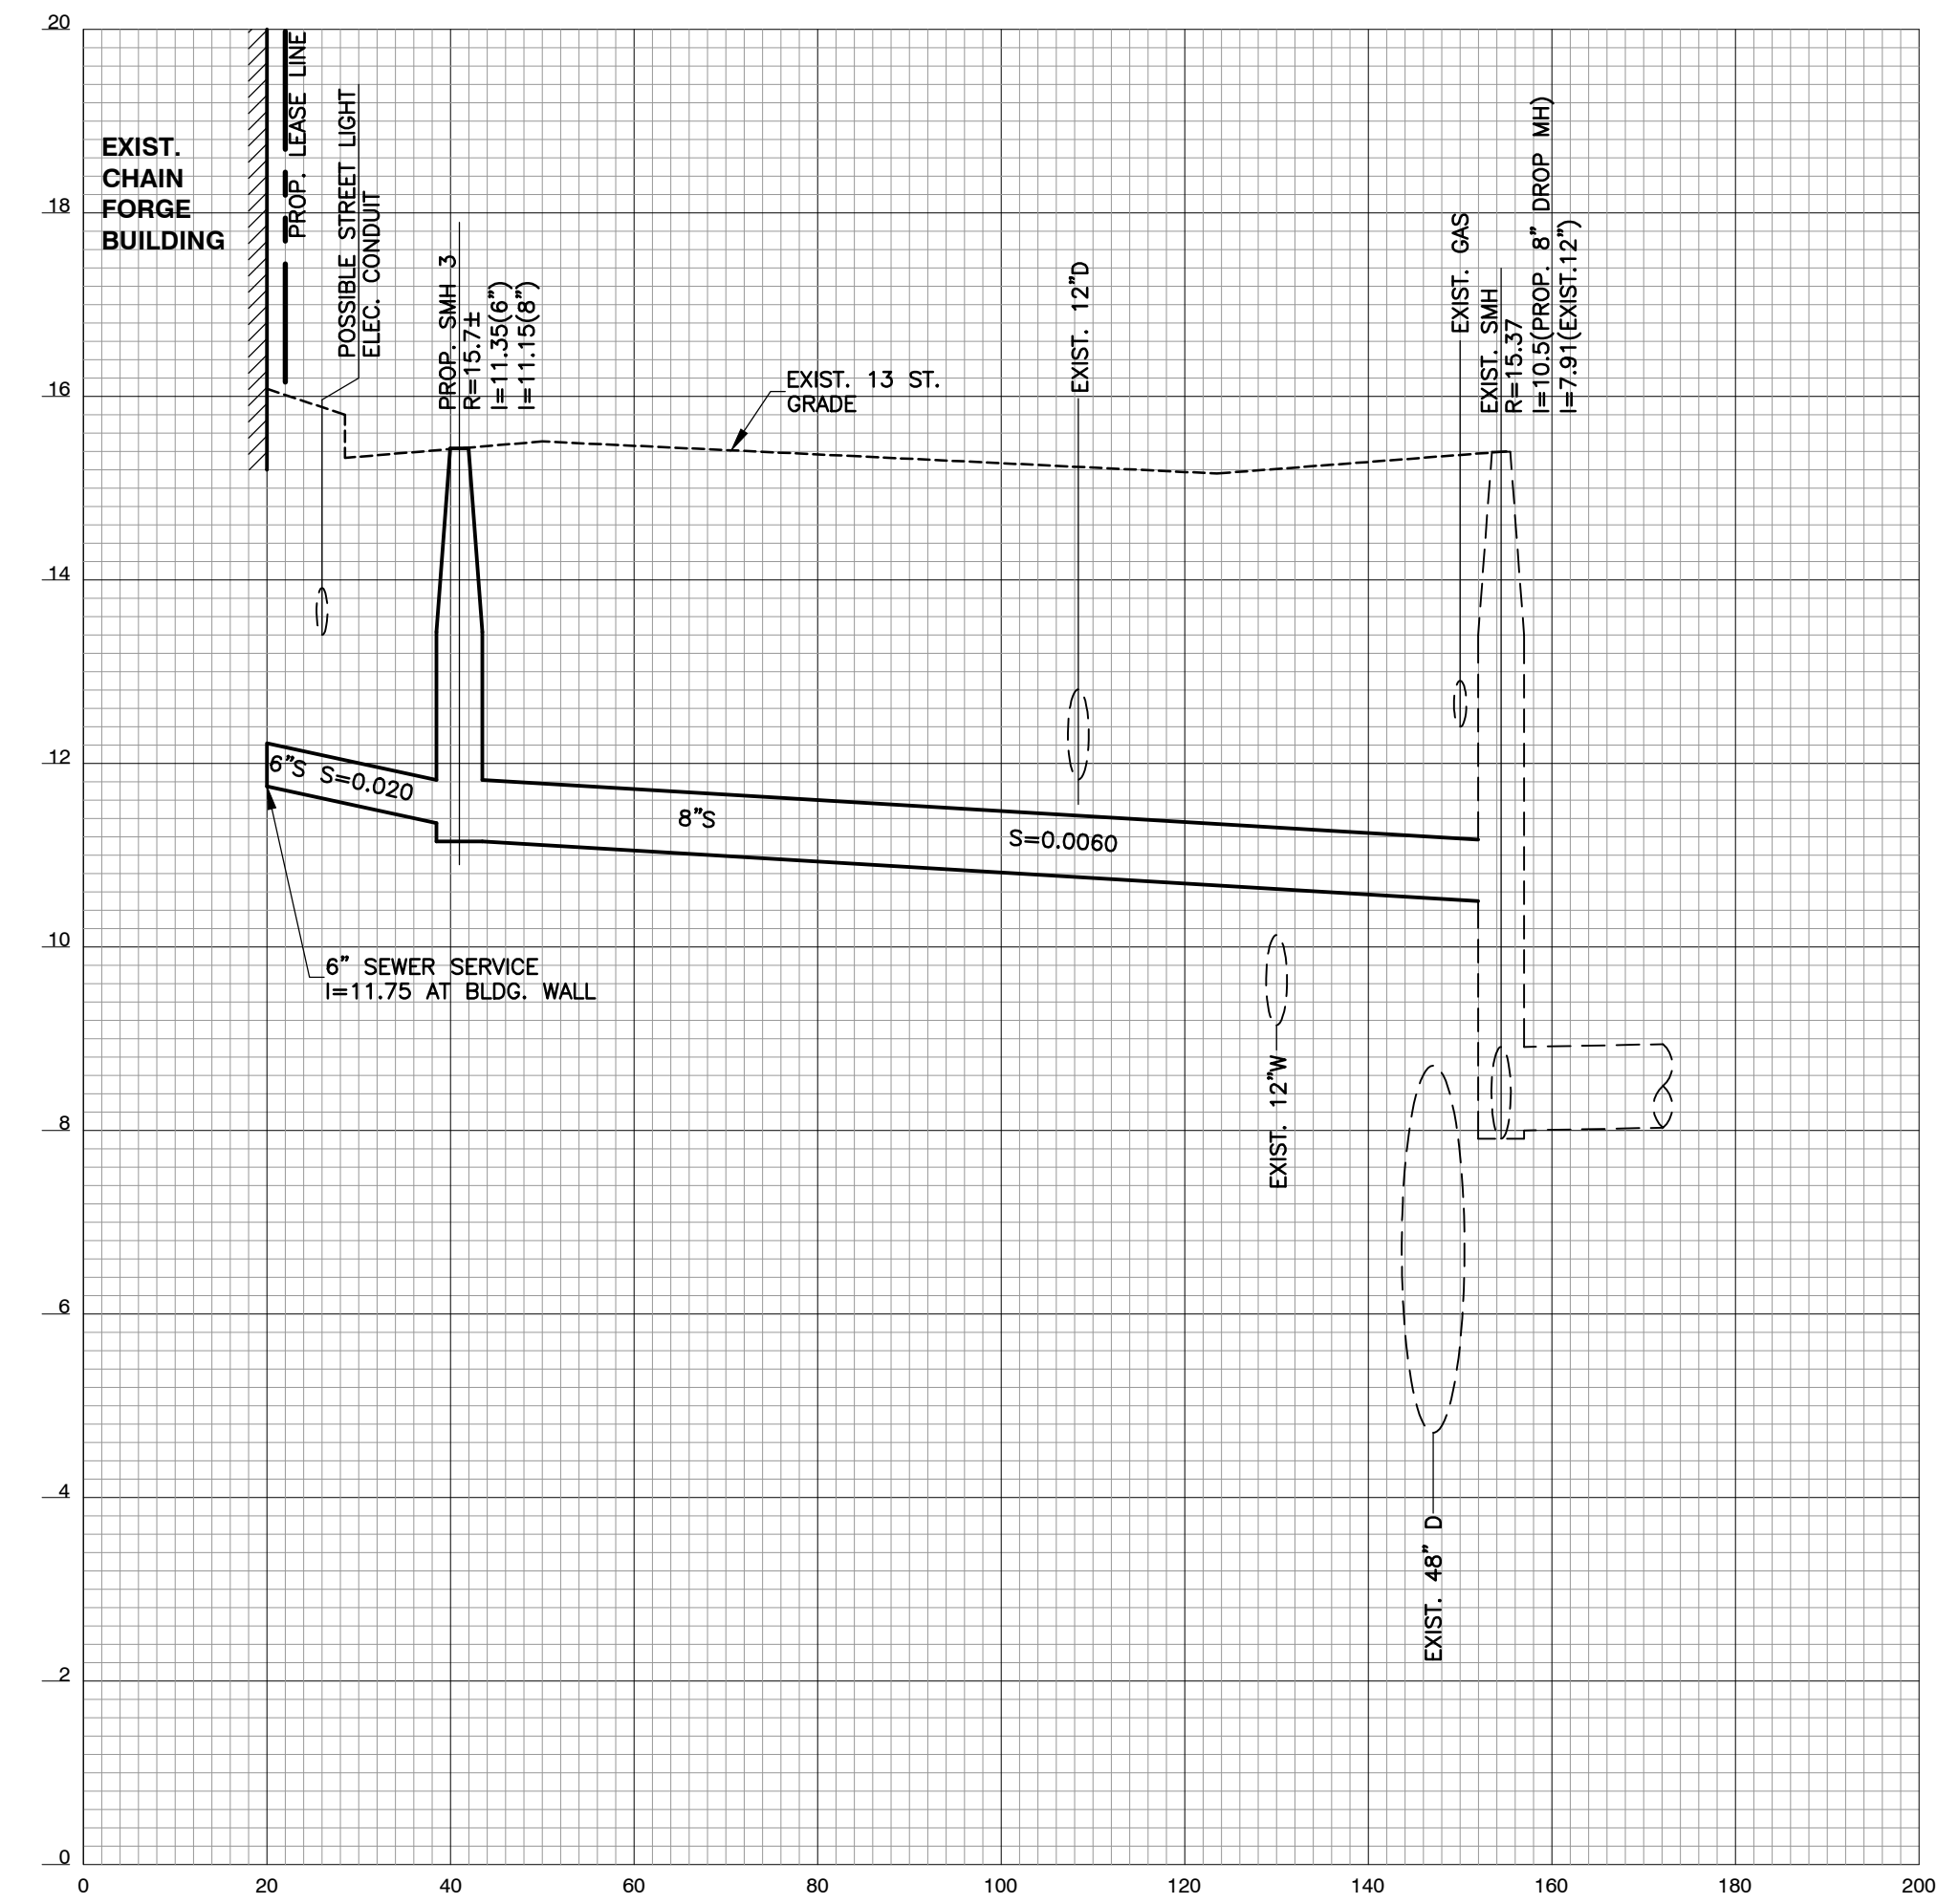 20
18
16
14
12
10
8
6
4
2
0
0
20
40
60
80
100
120
140
160
180
200
EXIST.
CHAIN
FORGE
BUILDING
PROP. LEASE LINE
POSSIBLE STREET LIGHT
ELEC. CONDUIT
PROP. SMH 3
R=15.7±
I=11.35(6")
I=11.15(8")
EXIST. 13 ST.
GRADE
EXIST. 12"D
EXIST. GAS
EXIST. SMH
R=15.37
I=10.5(PROP. 8" DROP MH)
I=7.91(EXIST.12")
6"S S=0.020
8"S
S=0.0060
6" SEWER SERVICE
I=11.75 AT BLDG. WALL
EXIST. 12"W
EXIST. 48" D